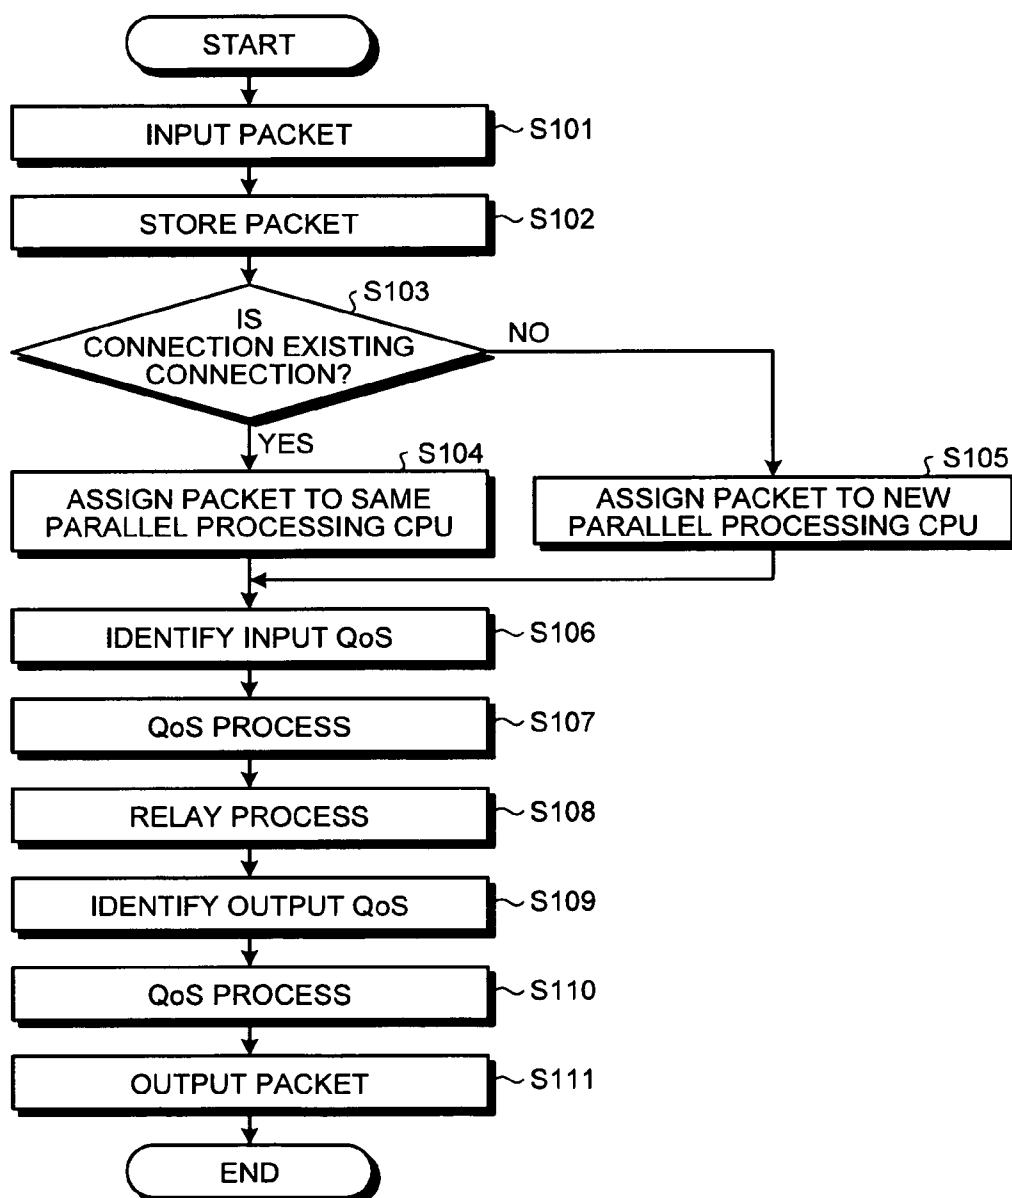 START
INPUT PACKET
S101
STORE PACKET
S102
S103
IS
CONNECTION EXISTING
CONNECTION?
NO
YES
S104
ASSIGN PACKET TO SAME
PARALLEL PROCESSING CPU
S105
ASSIGN PACKET TO NEW
PARALLEL PROCESSING CPU
IDENTIFY INPUT QoS
S106
QoS PROCESS
S107
RELAY PROCESS
S108
IDENTIFY OUTPUT QoS
S109
QoS PROCESS
S110
OUTPUT PACKET
S111
END